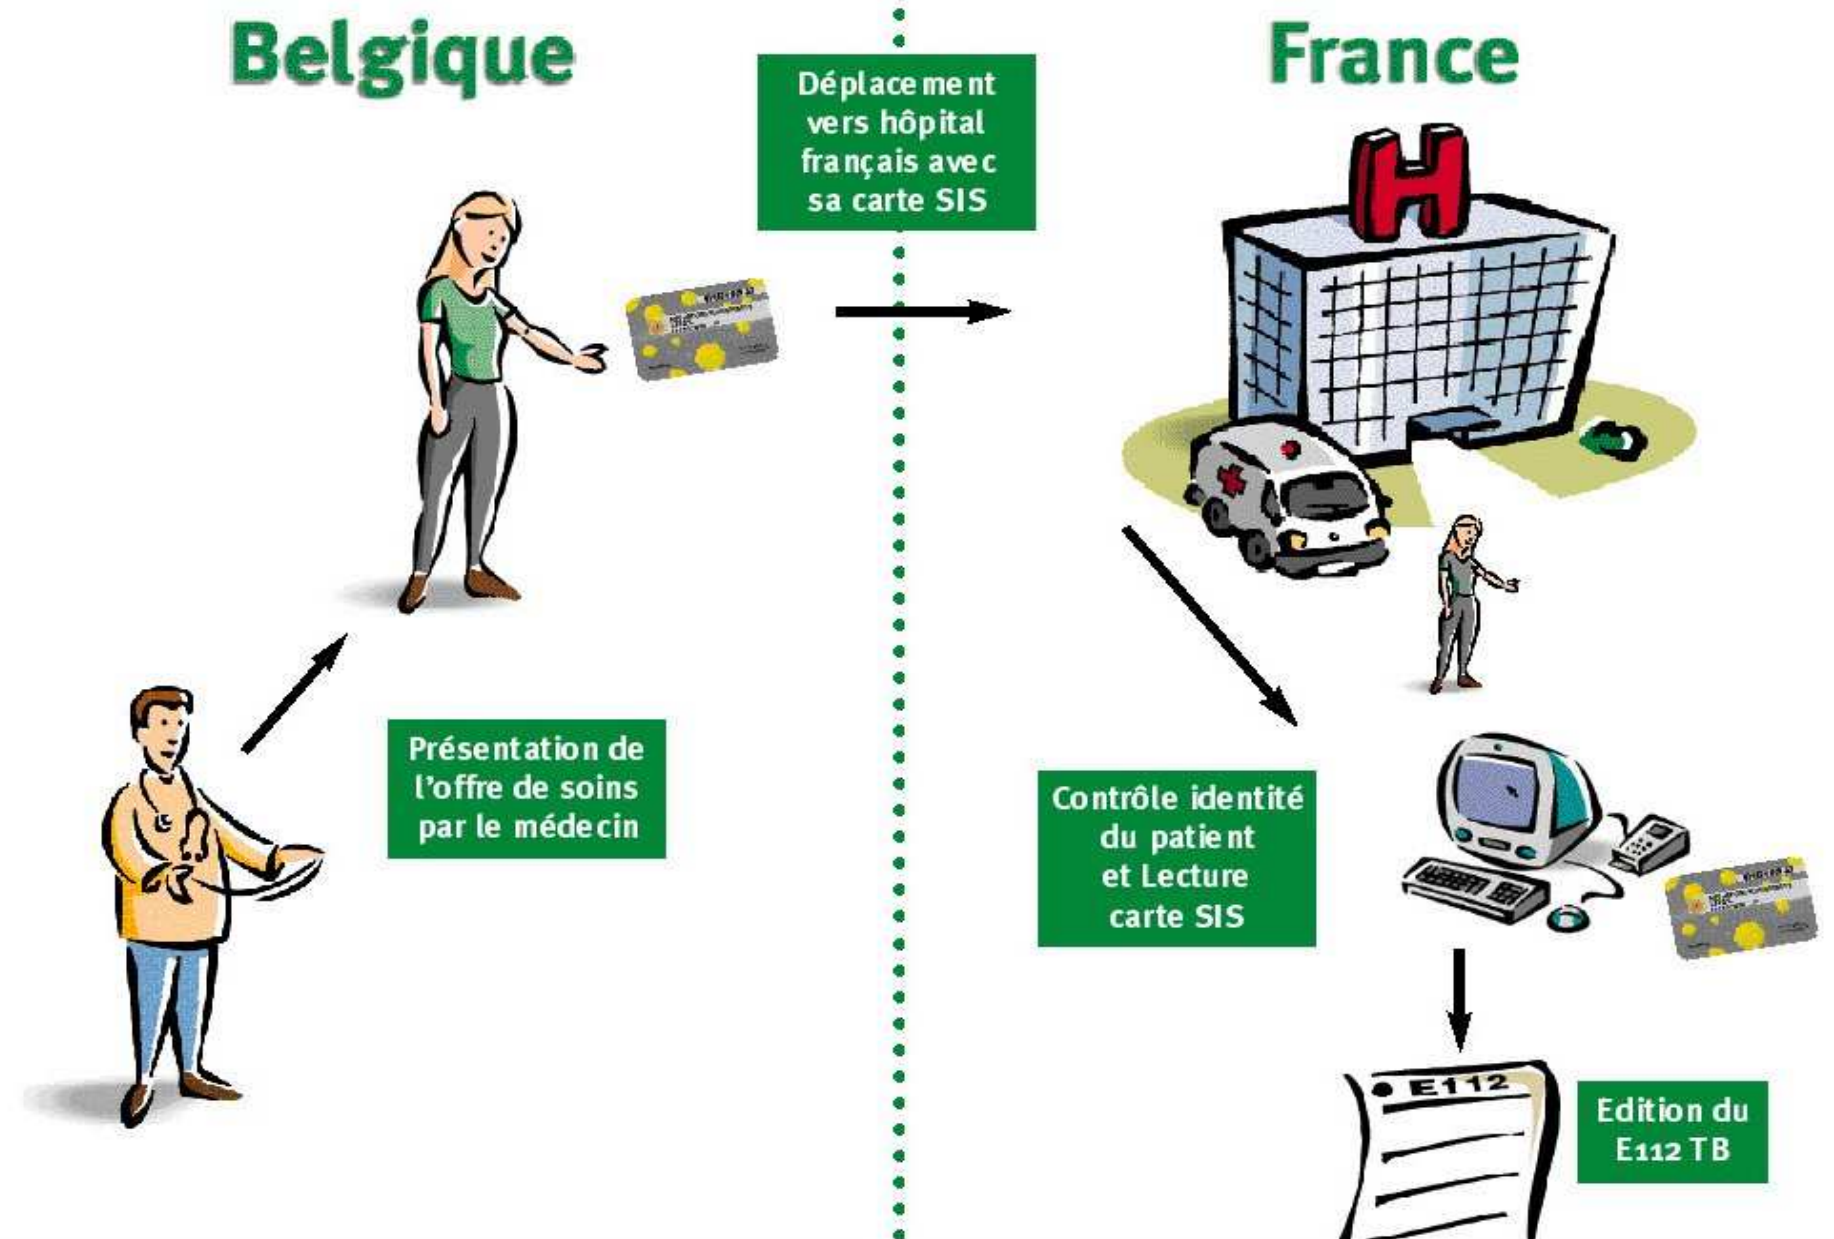 Belgique
France
Déplacement
vers hôpital
français avec
sa carte SIS
Présentation de
l'offre de soins
par le médecin
Contrôle identité
du patient
et Lecture
carte SIS
E112
Edition du
E112 TB